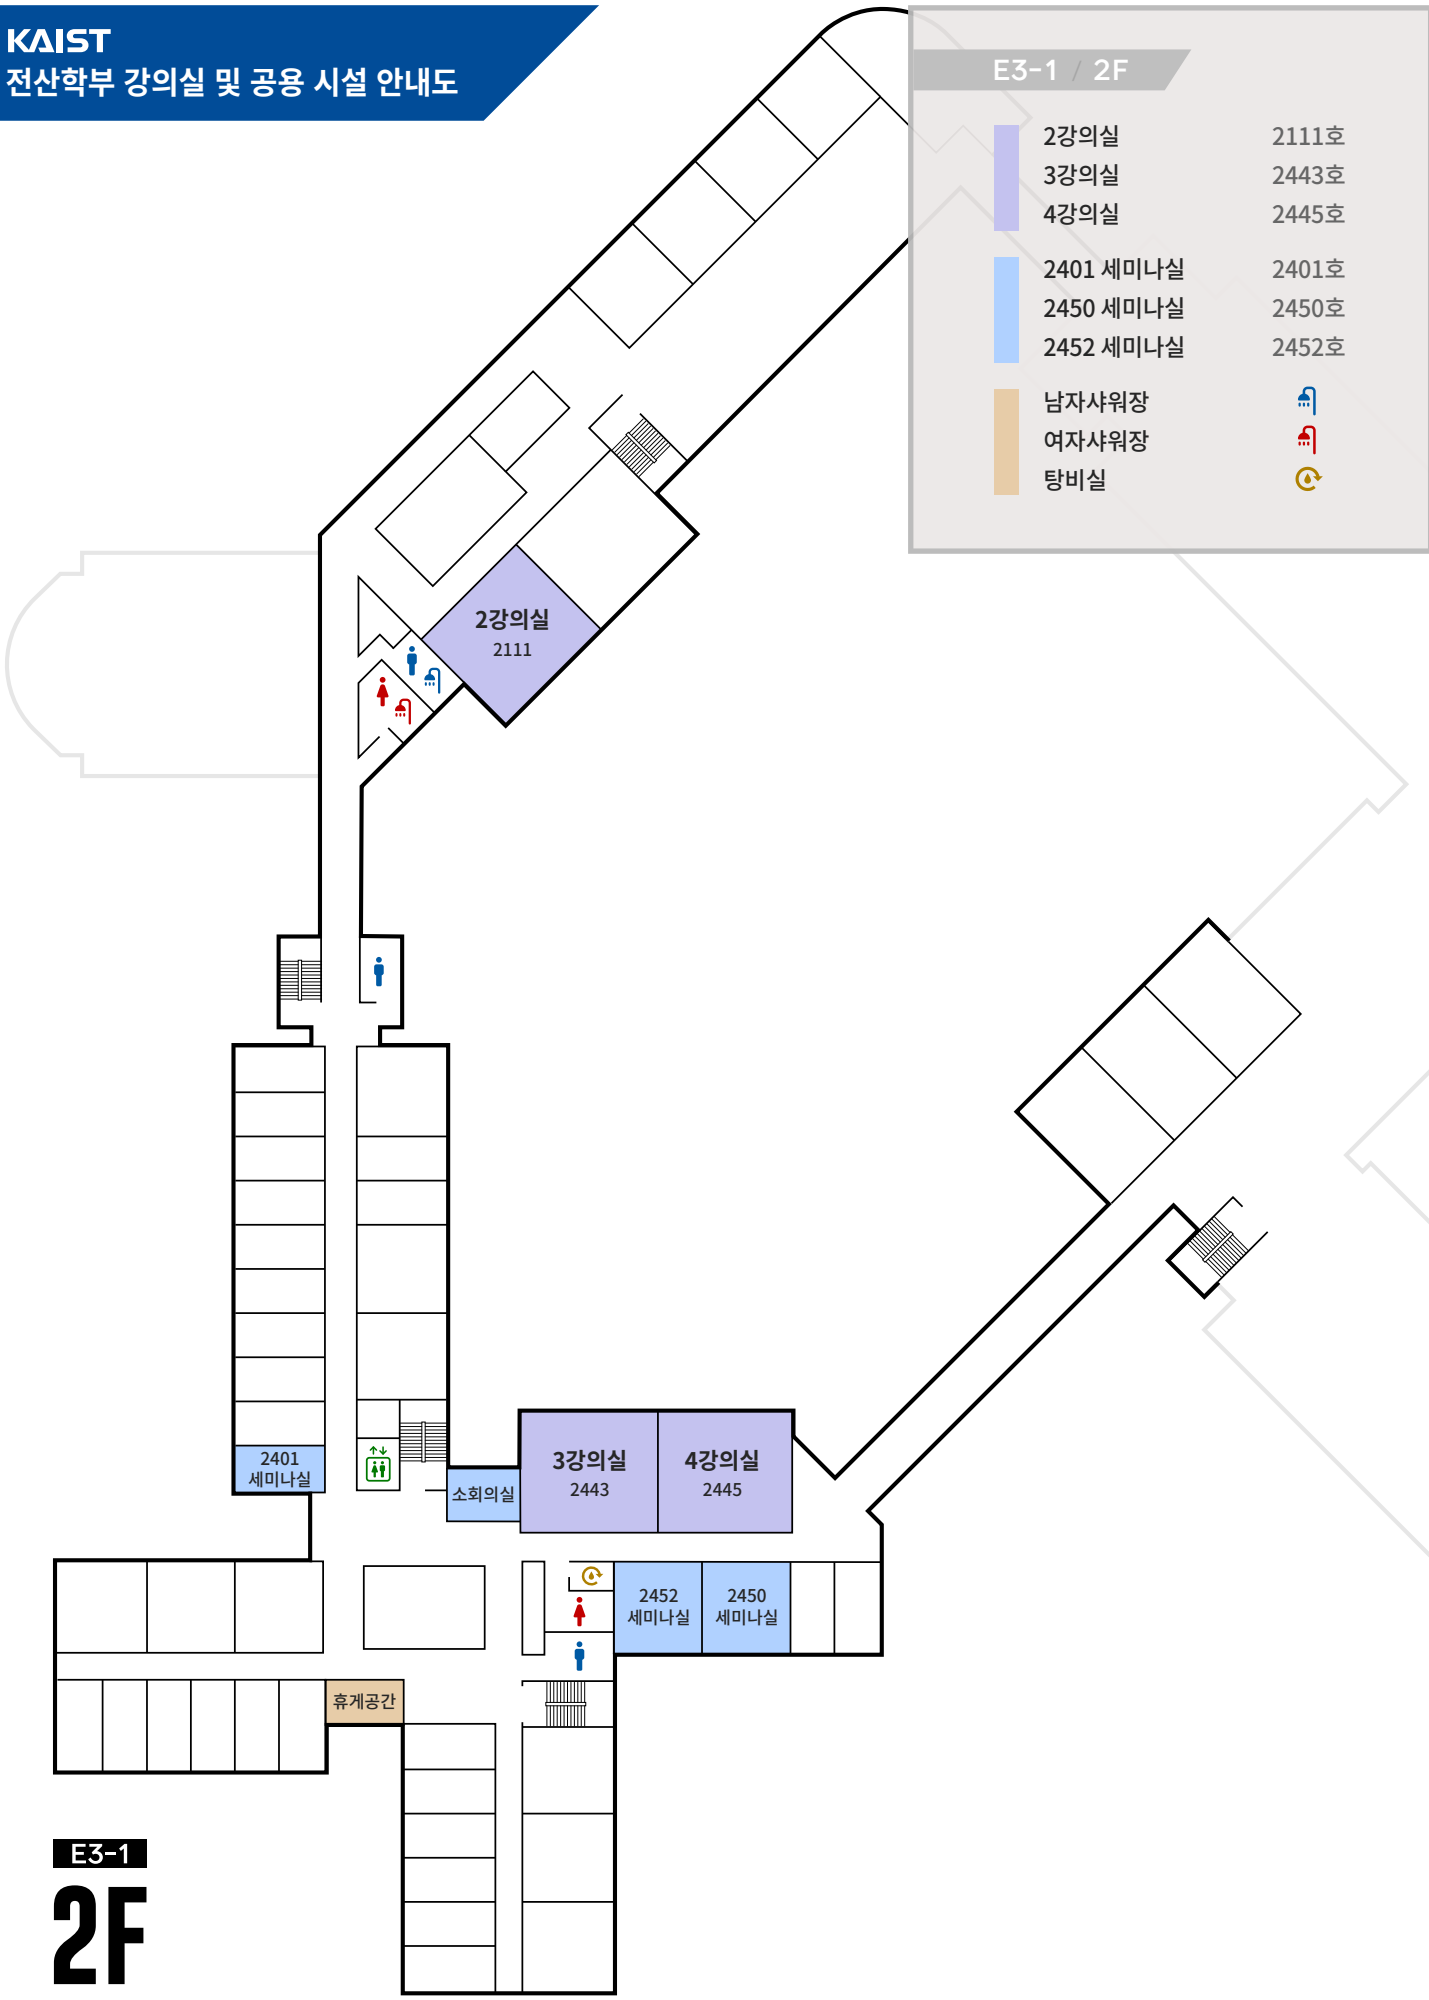 KAIST
전산학부 강의실 및 공용 시설 안내도
E3-1 / 2F
2강의실 2111호
3강의실 2443호
4강의실 2445호
2401 세미나실 2401호
2450 세미나실 2450호
2452 세미나실 2452호
남자샤워장
여자샤워장
탕비실
2강의실
2111
2401
세미나실
소회의실
3강의실
2443
4강의실
2445
2452
세미나실
2450
세미나실
휴게공간
E3-1
2F